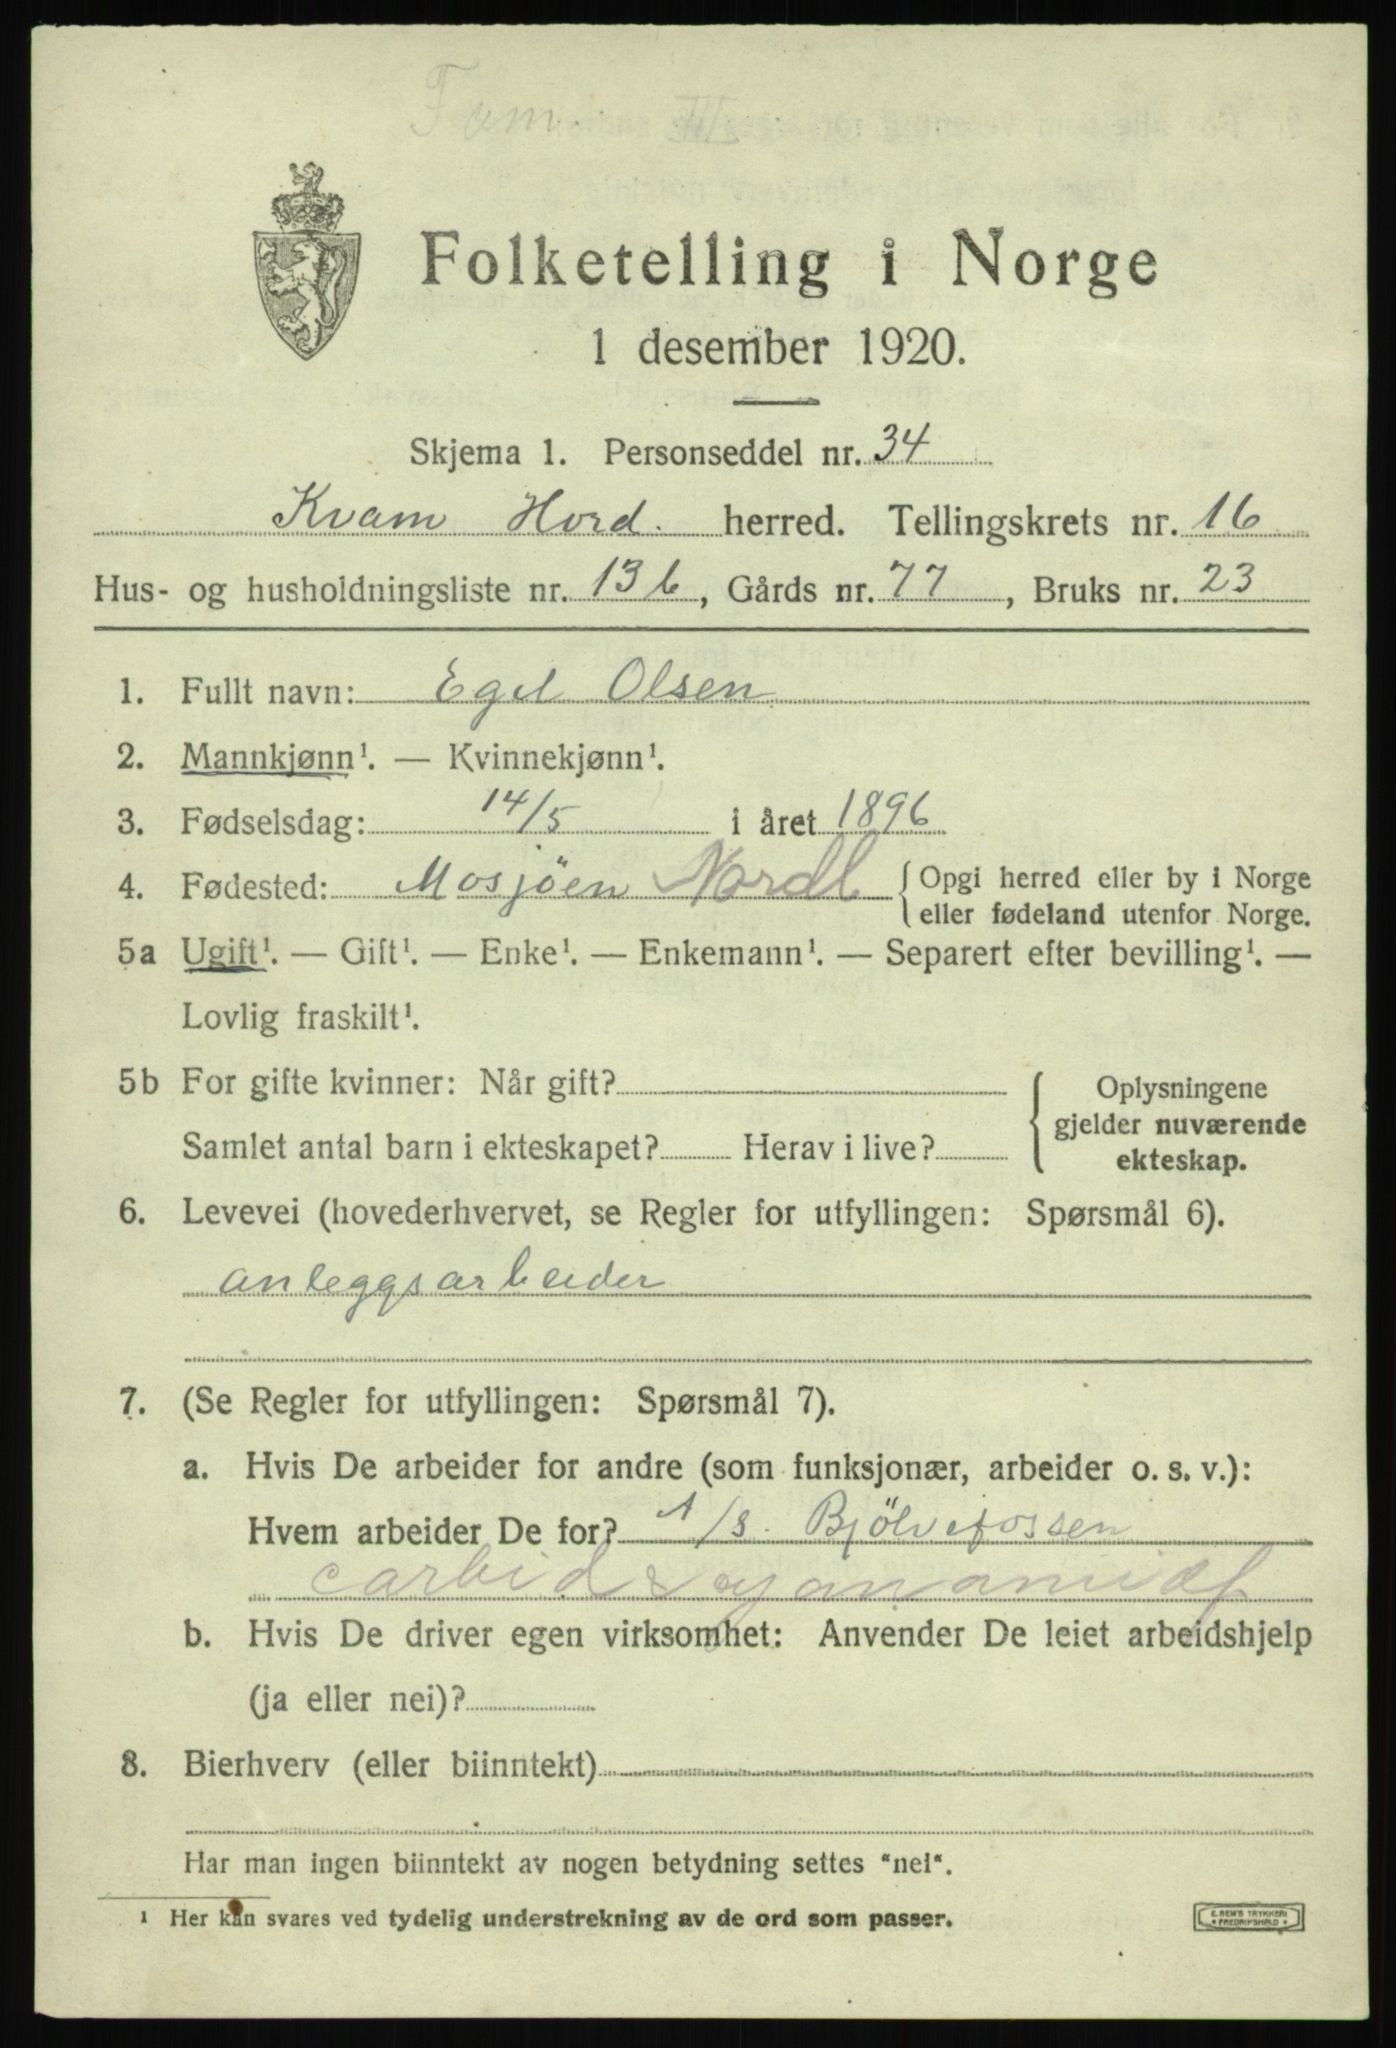 Fam. III
Folketelling i Norge
1 desember 1920.
Skjema 1. Personseddel nr. 34
Kvam Hord. herred. Tellingskrets nr. 16
Hus- og husholdningsliste nr. 136, Gårds nr. 77, Bruks nr. 23
1. Fullt navn: Egil Olsen
2. Mannkjønn¹. — Kvinnekjønn¹.
3. Fødselsdag: 14/5 i året 1896
4. Fødested: Mosjöen Nordl { Opgi herred eller by i Norge
eller fødeland utenfor Norge.
5a Ugift¹. — Gift¹. — Enke¹. — Enkemann¹. — Separert efter bevilling¹. —
Lovlig fraskilt¹.
5b For gifte kvinner: Når gift? { Oplysningene
gjelder nuværende
Samlet antal barn i ekteskapet? Herav i live? ekteskap.
6. Levevei (hovederhvervet, se Regler for utfyllingen: Spørsmål 6).
anleggsarbeider
7. (Se Regler for utfyllingen: Spørsmål 7).
a. Hvis De arbeider for andre (som funksjonær, arbeider o. s. v.):
Hvem arbeider De for? A/S. Bjölvefossen
carbid & cyanamidf
b. Hvis De driver egen virksomhet: Anvender De leiet arbeidshjelp
(ja eller nei)?
8. Bierhverv (eller biinntekt)
Har man ingen biinntekt av nogen betydning settes "nei".
¹ Her kan svares ved tydelig understrekning av de ord som passer.
E. SEM'S TRYKKERI
FREDRIKSHALD